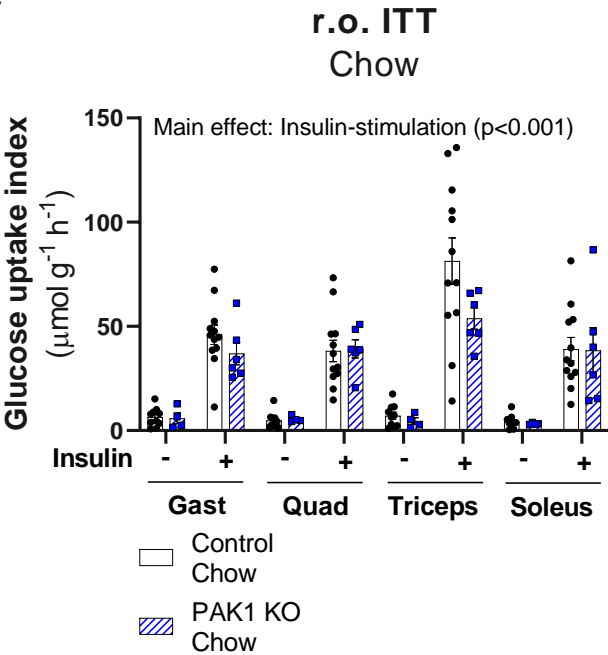 r.o. ITT
Chow
Glucose uptake index
(μmol g⁻¹ h⁻¹)
150
100
50
0
Main effect: Insulin-stimulation (p<0.001)
Insulin - + - + - + - +
Gast Quad Triceps Soleus
Control
Chow
PAK1 KO
Chow